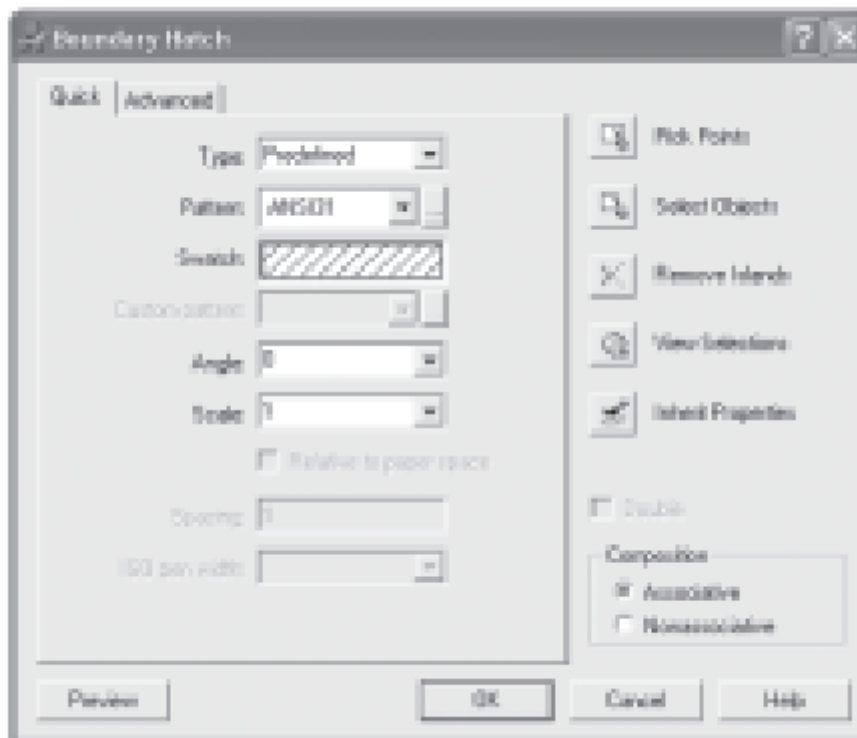 Boundary Hatch
Quick
Advanced
Type: Predefined
Pattern: ANSI31
Swatch:
Custom pattern:
Angle: 0
Scale: 1
Relative to paper space
Spacing: 1
ISO pen width:
Pick Points
Select Objects
Remove Islands
View Selections
Inherit Properties
Double
Composition
Associative
Nonassociative
Preview
OK
Cancel
Help